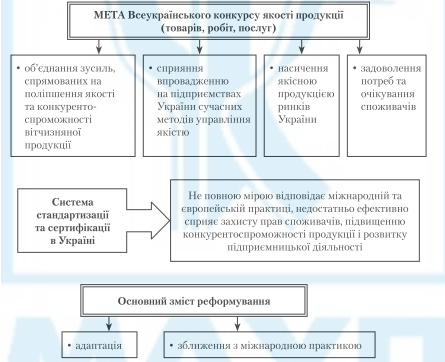 МЕТА Всеукраїнського конкурсу якості продукції
(товарів, робіт, послуг)
• об’єднання зусиль,
спрямованих на
поліпшення якості
та конкуренто-
спроможності
вітчизняної
продукції
• сприяння
впровадженню
на підприємствах
України сучасних
методів управління
якістю
• насичення
якісною
продукцією
ринків
України
• задоволення
потреб та
очікування
споживачів
Система
стандартизації
та сертифікації
в Україні
Не повною мірою відповідає міжнародній та
європейській практиці, недостатньо ефективно
сприяє захисту прав споживачів, підвищенню
конкурентоспроможності продукції і розвитку
підприємницької діяльності
Основний зміст реформування
• адаптація
• зближення з міжнародною практикою